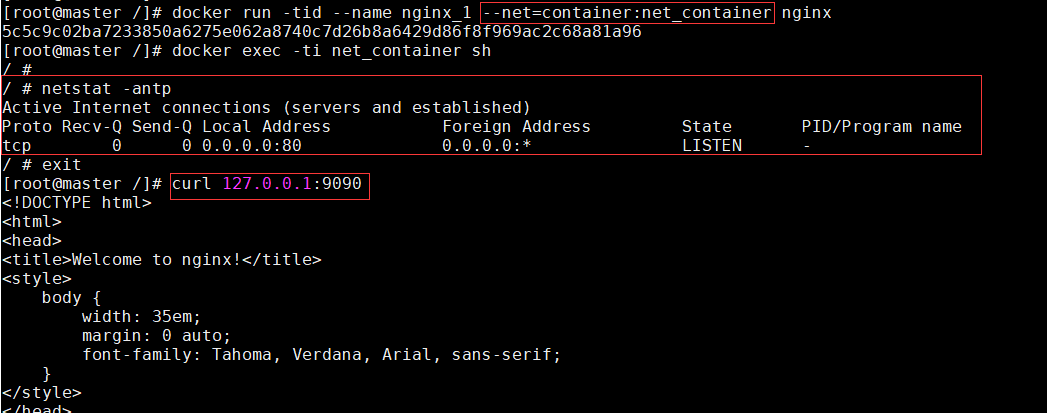 [root@master /]# docker run -tid --name nginx_1 --net=container:net_container nginx
5c5c9c02ba7233850a6275e062a8740c7d26b8a6429d86f8f969ac2c68a81a96
[root@master /]# docker exec -ti net_container sh
/ #
/ # netstat -antp
Active Internet connections (servers and established)
Proto Recv-Q Send-Q Local Address           Foreign Address         State       PID/Program name
tcp        0      0 0.0.0.0:80              0.0.0.0:*               LISTEN      -
/ # exit
[root@master /]# curl 127.0.0.1:9090
<!DOCTYPE html>
<html>
<head>
<title>Welcome to nginx!</title>
<style>
    body {
        width: 35em;
        margin: 0 auto;
        font-family: Tahoma, Verdana, Arial, sans-serif;
    }
</style>
</head>